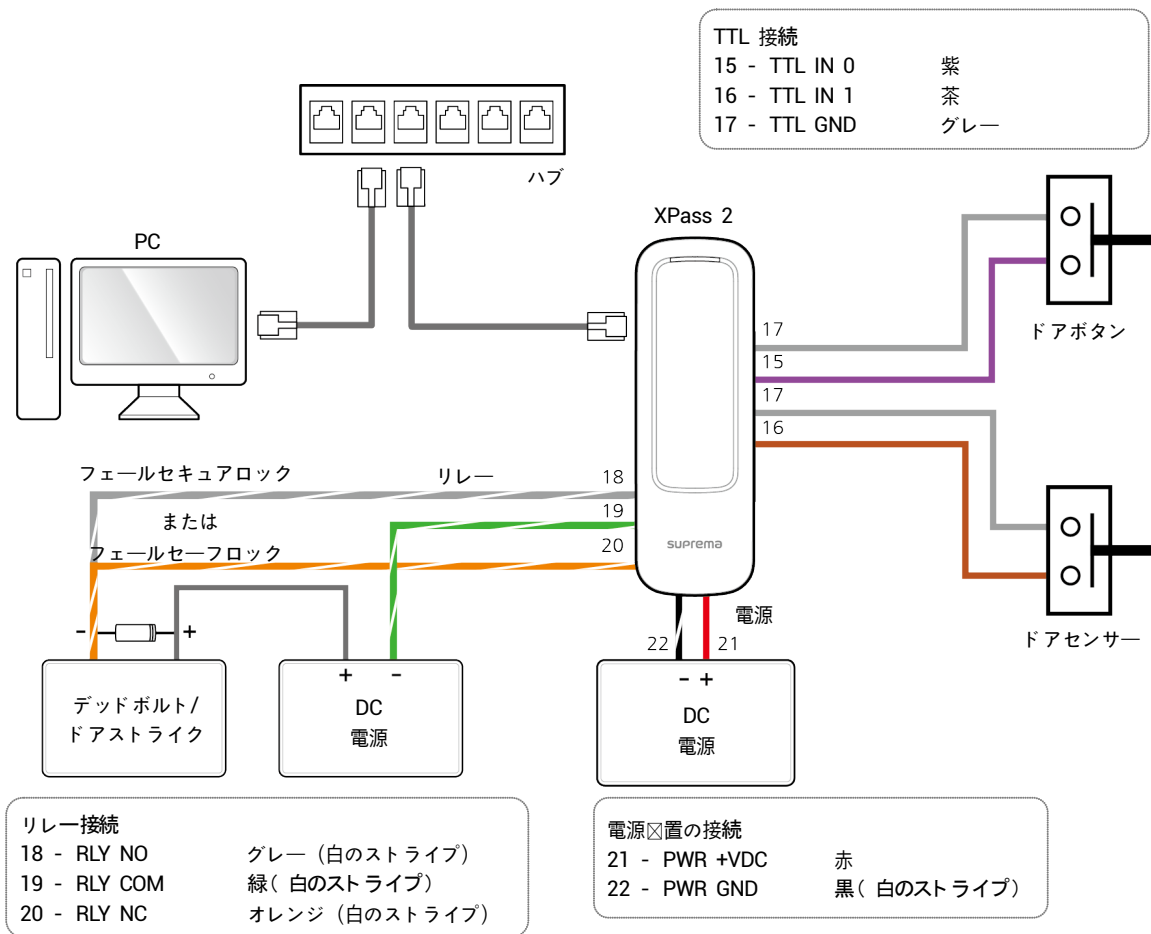 TTL 接続
15 - TTL IN 0 紫
16 - TTL IN 1 茶
17 - TTL GND グレー
ハブ
XPass 2
PC
17
15
17
16
ドアボタン
フェールセキュアロック
リレー
18
または
19
フェールセーフロック
20
suprema
ドアセンサー
電源
22
21
- +
+ -
- +
デッドボルト/
ドアストライク
DC
電源
DC
電源
リレー接続
18 - RLY NO グレー (白のストライプ)
19 - RLY COM 緑( 白のストライプ)
20 - RLY NC オレンジ (白のストライプ)
電源☒置の接続
21 - PWR +VDC 赤
22 - PWR GND 黒( 白のストライプ)